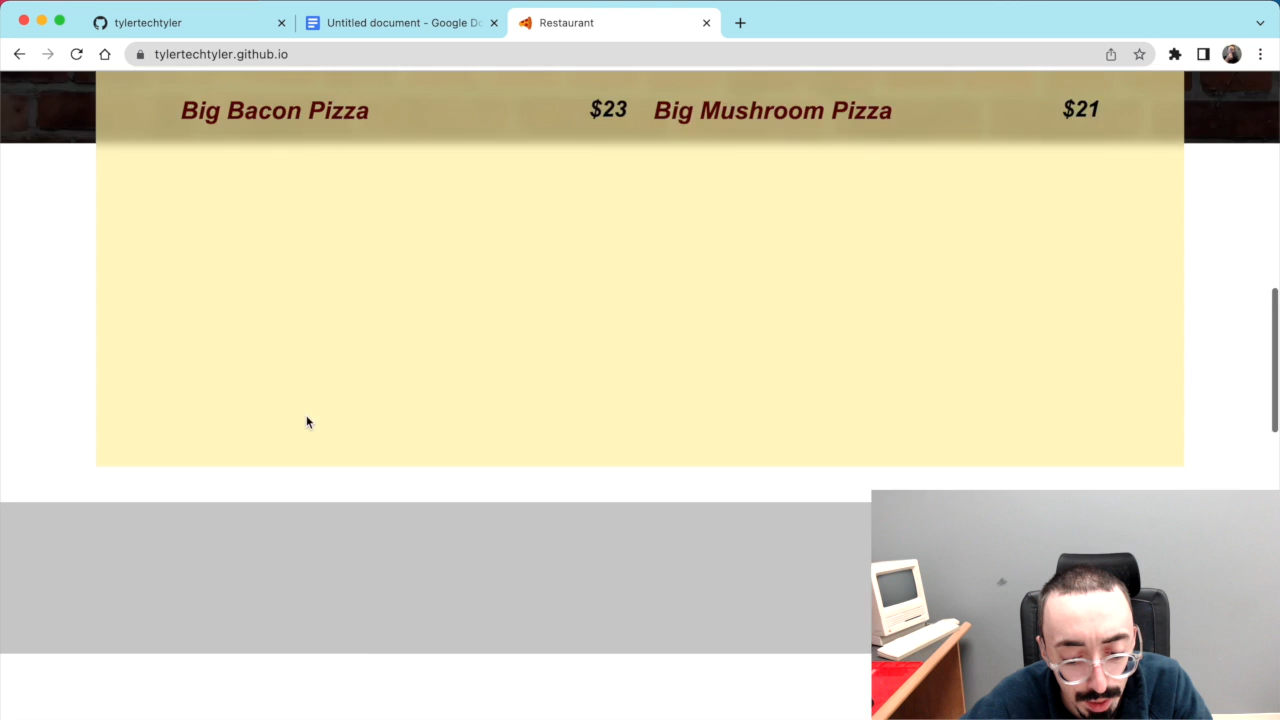 tylertechtyler
Untitled document - Google Do
Restaurant
tylertechtyler.github.io
Big Bacon Pizza $23 Big Mushroom Pizza $21